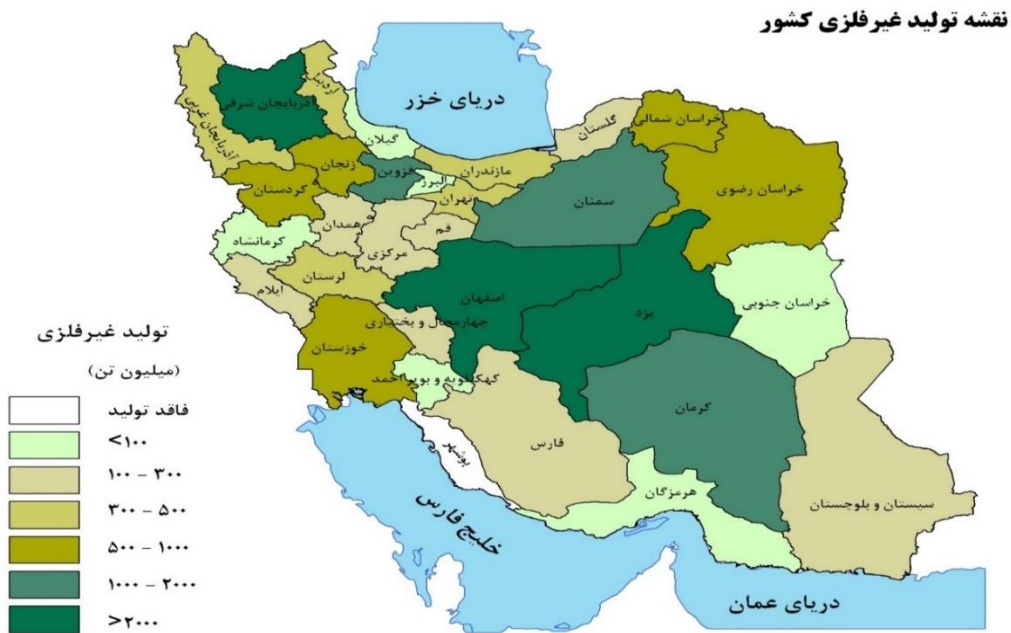 نقشه تولید غیرفلزی کشور
دریای خزر
آذربایجان شرقی
اردبیل
آذربایجان غربی
گیلان
گلستان
خراسان شمالی
زنجان
قزوین
البرز
مازندران
خراسان رضوی
کردستان
تهران
سمنان
همدان
قم
کرمانشاه
مرکزی
ایلام
لرستان
اصفهان
یزد
خراسان جنوبی
چهارمحال و بختیاری
خوزستان
کهکیلویه و بویراحمد
کرمان
فارس
بوشهر
هرمزگان
سیستان و بلوچستان
خلیج فارس
دریای عمان
تولید غیرفلزی
(میلیون تن)
فاقد تولید
<۱۰۰
۱۰۰ - ۳۰۰
۳۰۰ - ۵۰۰
۵۰۰ - ۱۰۰۰
۱۰۰۰ - ۲۰۰۰
>۲۰۰۰